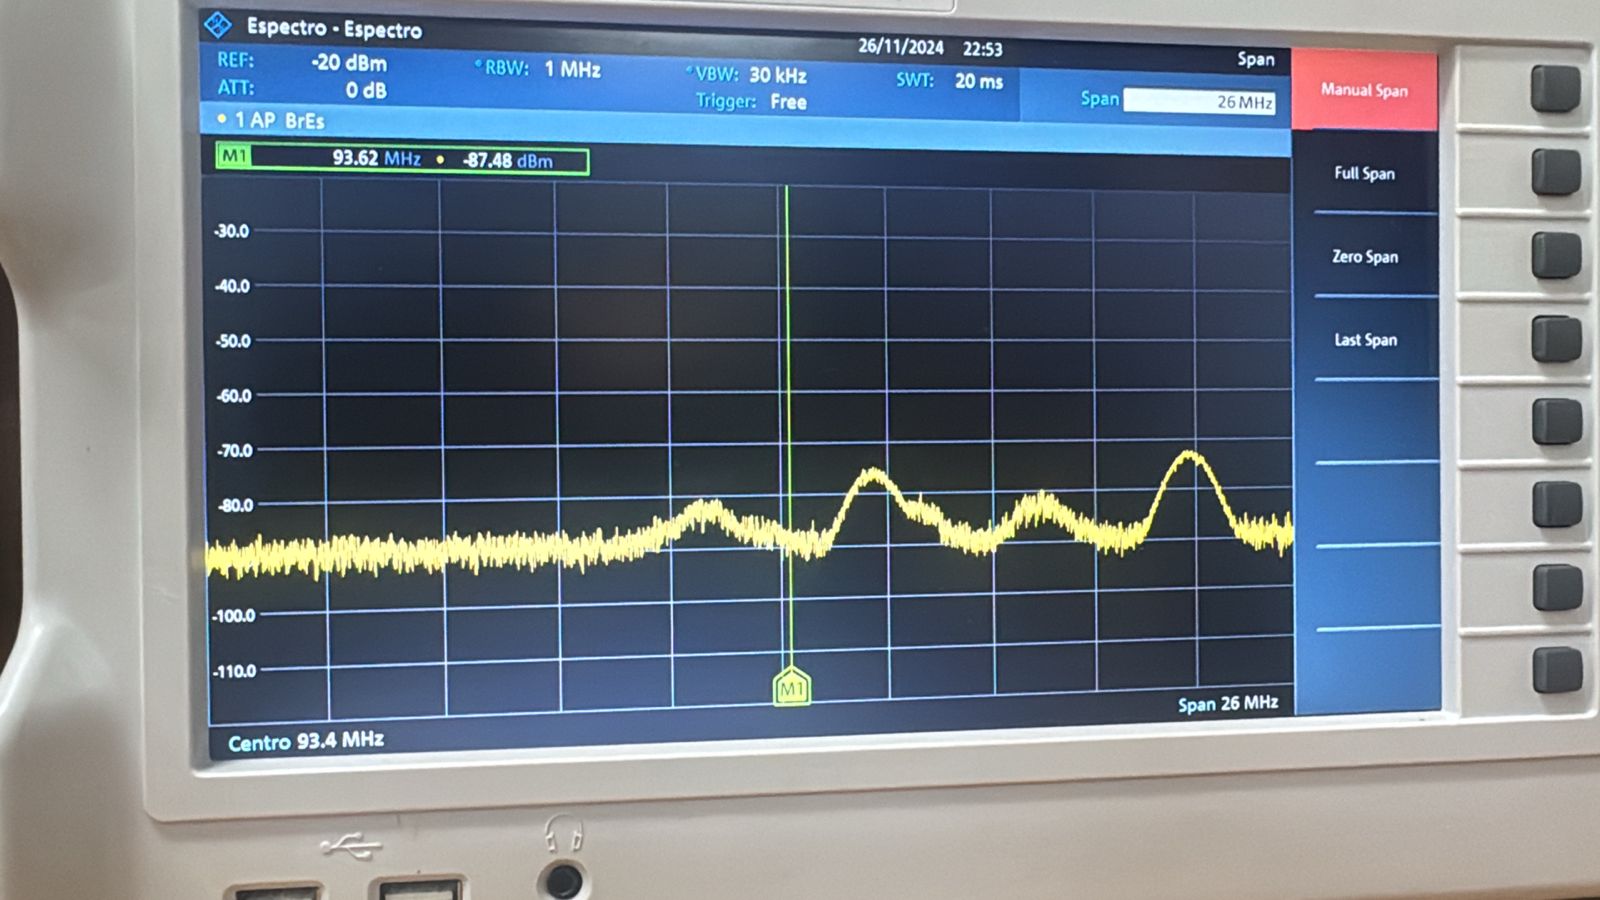 Espectro - Espectro
26/11/2024 22:53
Span
REF: -20 dBm
RBW: 1 MHz
VBW: 30 kHz
SWT: 20 ms
ATT: 0 dB
Trigger: Free
Span 26 MHz
1 AP BrEs
M1 93.62 MHz -87.48 dBm
Manual Span
Full Span
Zero Span
Last Span
-30.0
-40.0
-50.0
-60.0
-70.0
-80.0
-100.0
-110.0
M1
Centro 93.4 MHz
Span 26 MHz